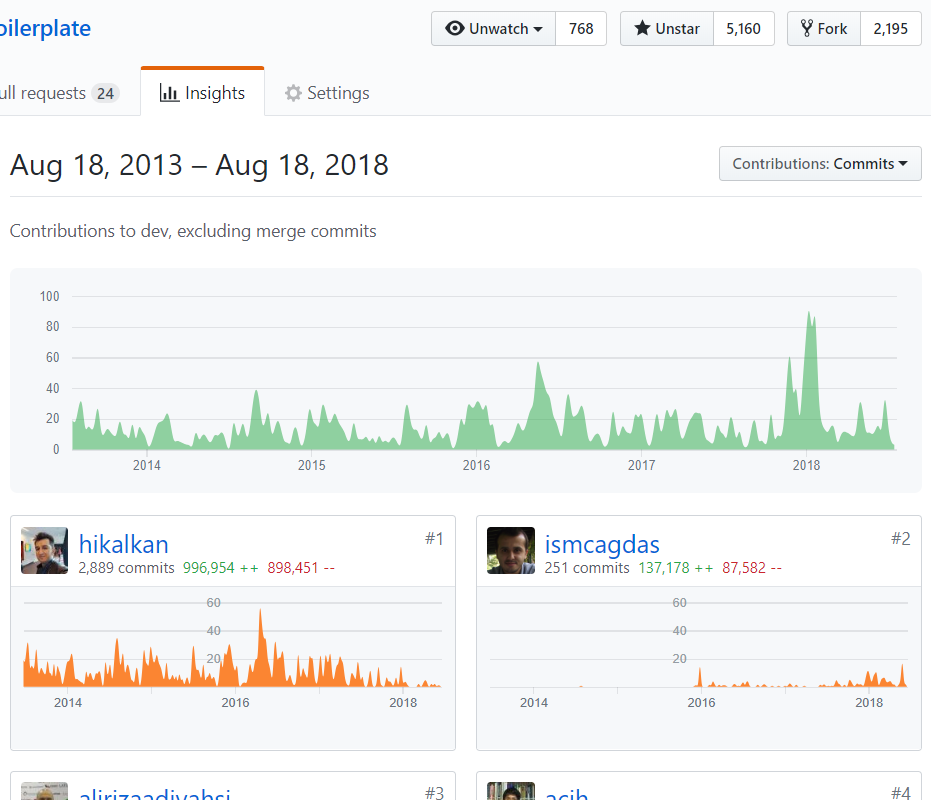 oilerplate
Unwatch 768 Unstar 5,160 Fork 2,195
ull requests 24 Insights Settings
Aug 18, 2013 – Aug 18, 2018
Contributions: Commits
Contributions to dev, excluding merge commits
100
80
60
40
20
0
2014 2015 2016 2017 2018
hikalkan #1
2,889 commits 996,954 ++ 898,451 --
60
40
20
2014 2016 2018
ismcagdas #2
251 commits 137,178 ++ 87,582 --
60
40
20
2014 2016 2018
#3
#4